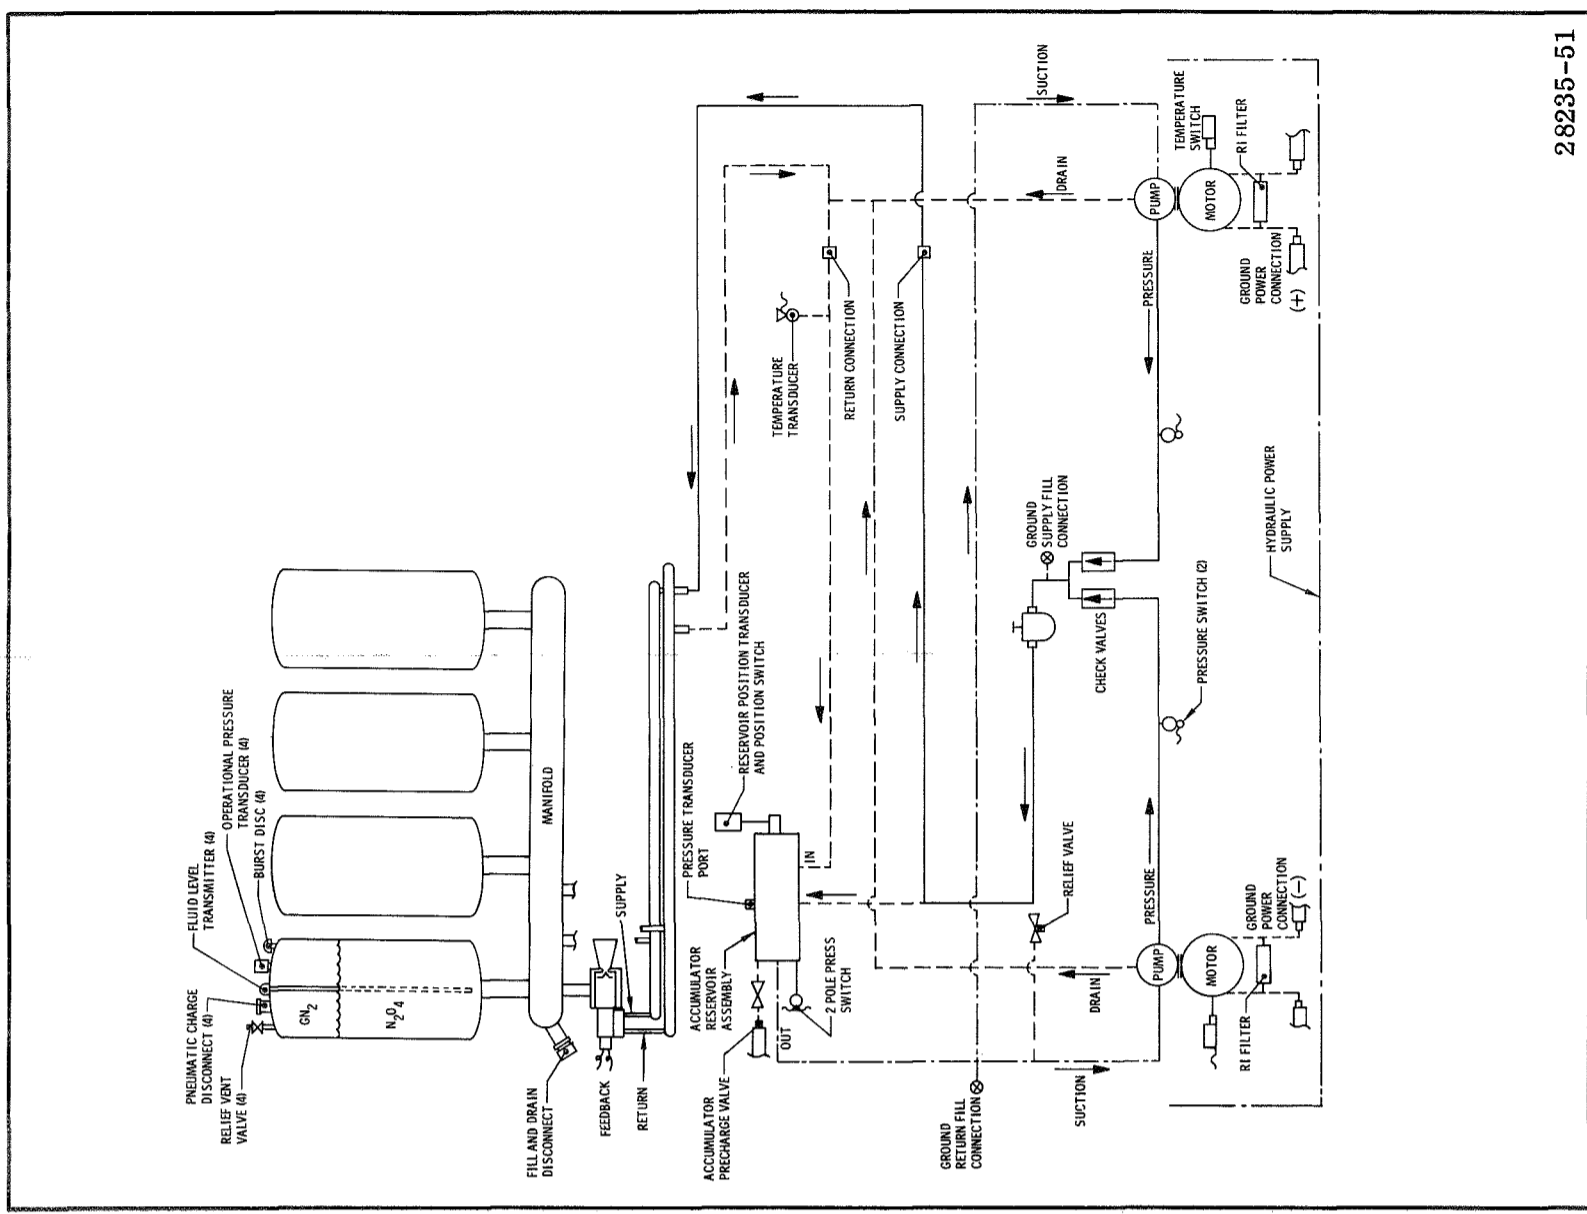 28235-51
PNEUMATIC CHARGE
DISCONNECT (4)
RELIEF VENT
VALVE (4)
FLUID LEVEL
TRANSMITTER (4)
OPERATIONAL PRESSURE
TRANSDUCER (4)
BURST DISC (4)
GN2
N2O4
MANIFOLD
FILL AND DRAIN
DISCONNECT
FEEDBACK
RETURN
SUPPLY
ACCUMULATOR
RESERVOIR
ASSEMBLY
ACCUMULATOR
PRECHARGE VALVE
PRESSURE TRANSDUCER
PORT
RESERVOIR POSITION TRANSDUCER
AND POSITION SWITCH
IN
OUT
2 POLE PRESS
SWITCH
TEMPERATURE
TRANSDUCER
RETURN CONNECTION
SUPPLY CONNECTION
GROUND
RETURN FILL
CONNECTION
RELIEF VALVE
GROUND
SUPPLY FILL
CONNECTION
CHECK VALVES
SUCTION
SUCTION
DRAIN
DRAIN
PRESSURE
PRESSURE
PUMP
MOTOR
PUMP
MOTOR
TEMPERATURE
SWITCH
RI FILTER
RI FILTER
GROUND
POWER
CONNECTION
(+)
GROUND
POWER
CONNECTION
(-)
PRESSURE SWITCH (2)
HYDRAULIC POWER
SUPPLY